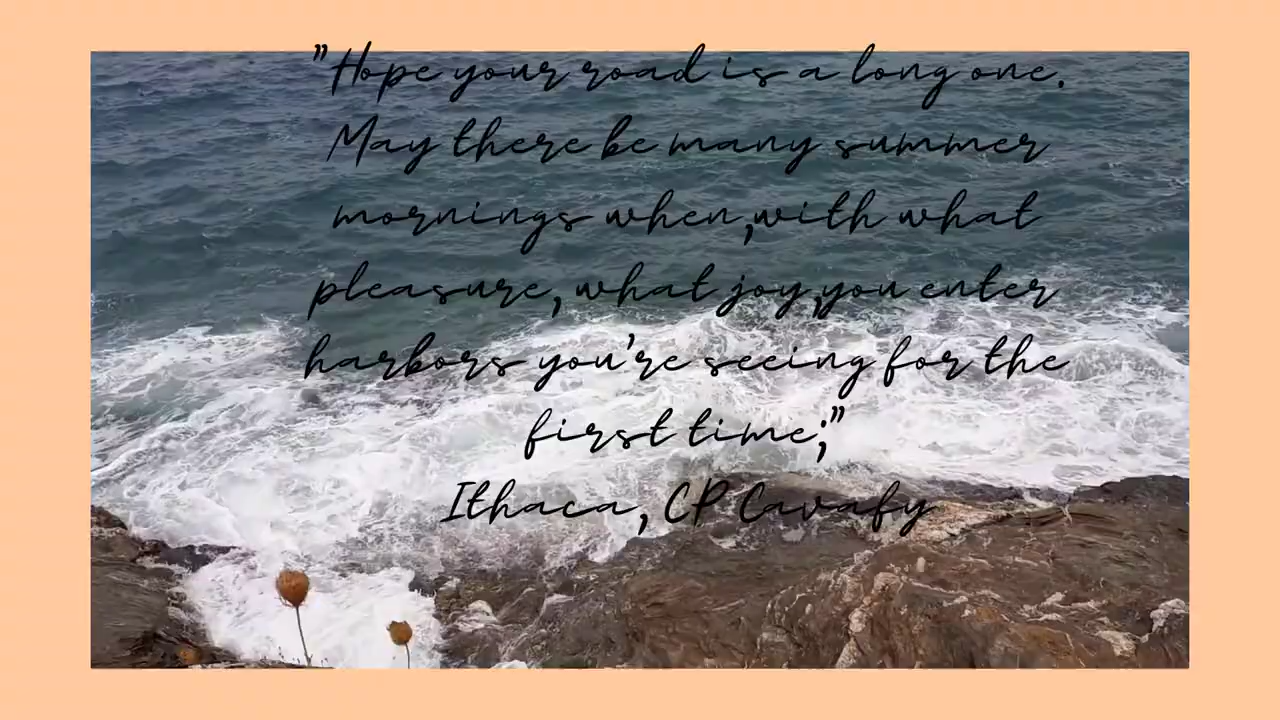 "Hope your road is a long one.
May there be many summer
mornings when,with what
pleasure, what joy,you enter
harbors you're seeing for the
first time;"
Ithaca, CP Cavafy